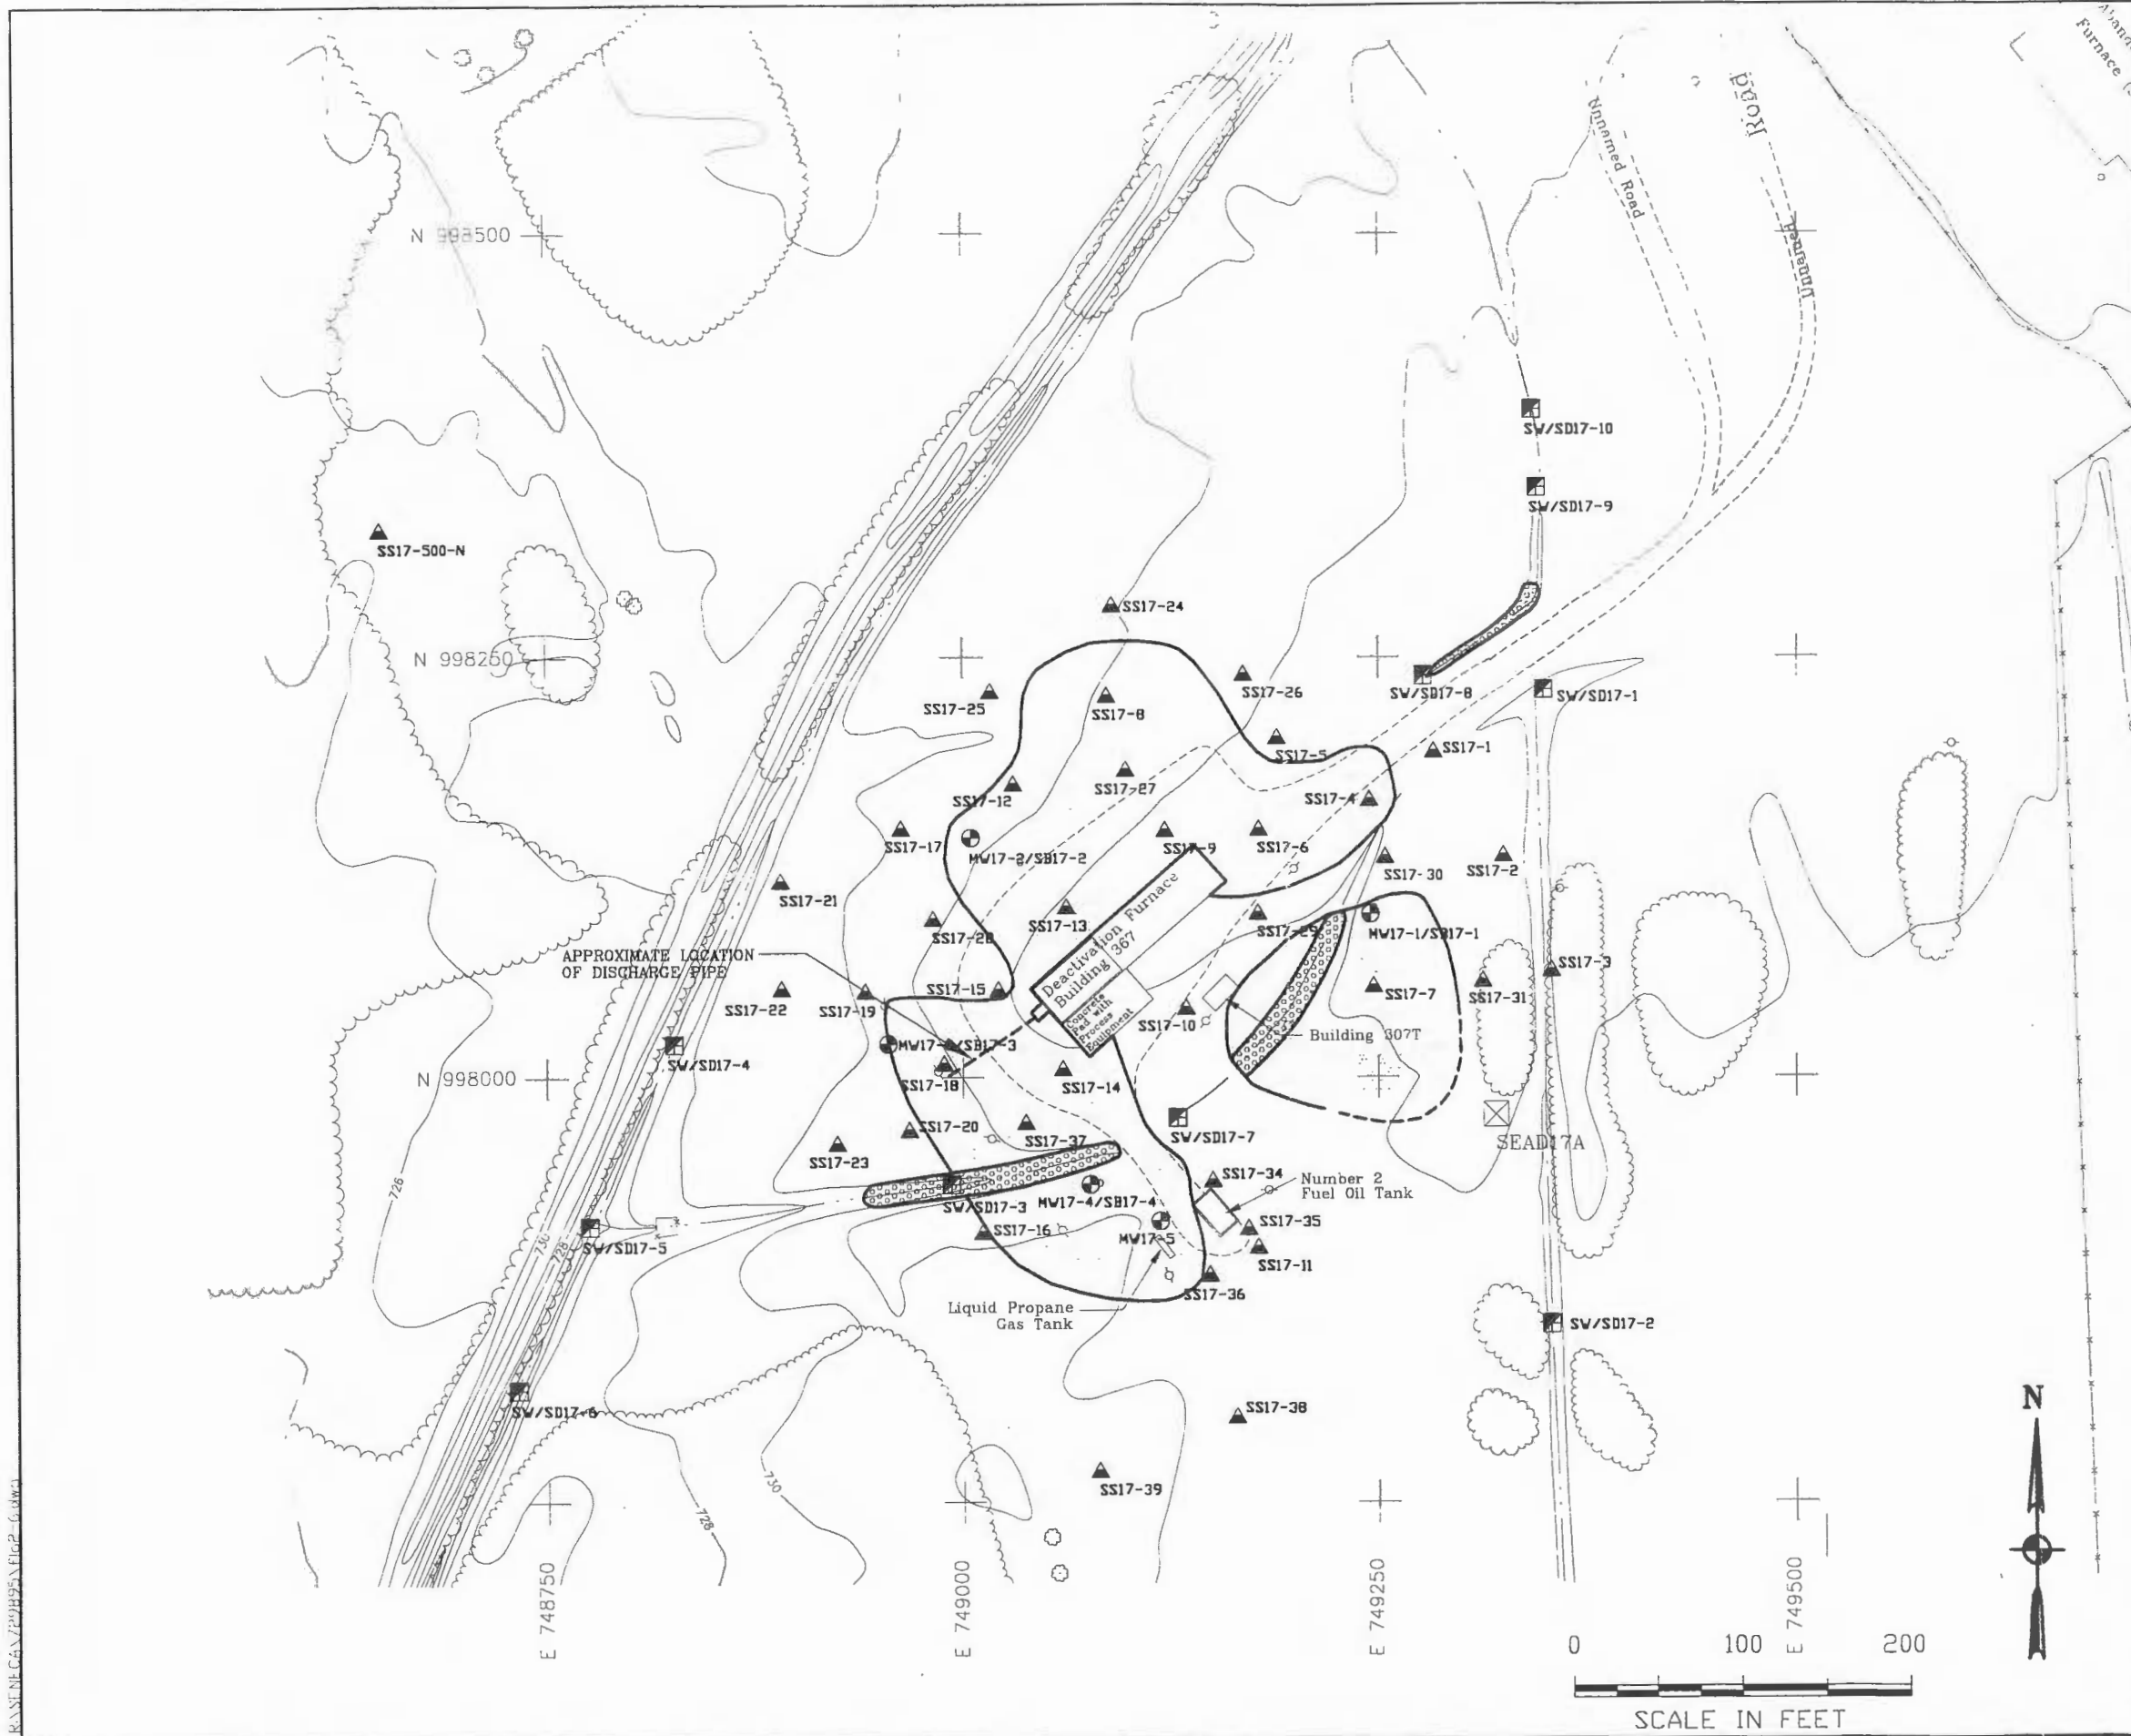 Furnace
Road
Unnamed Road
Unnamed
N 998500
SW/SD17-10
SW/SD17-9
SS17-500-N
SS17-24
N 998250
SS17-26
SW/SD17-8
SW/SD17-1
SS17-25
SS17-8
SS17-5
SS17-1
SS17-12
SS17-27
SS17-4
SS17-17
MW17-2/SB17-2
SS17-9
SS17-6
SS17-30
SS17-2
SS17-21
SS17-28
SS17-13
SS17-29
MW17-1/SB17-1
APPROXIMATE LOCATION
OF DISCHARGE PIPE
Deactivation Furnace
Building 367
Concrete
Pad with
Process
Equipment
SS17-3
SS17-22
SS17-19
SS17-15
SS17-7
SS17-31
SS17-10
Building 307T
SW/SD17-4
N 998000
SS17-18
SS17-14
SW/SD17-7
SEAD17A
SS17-20
SS17-37
SS17-23
726
SS17-34
Number 2
Fuel Oil Tank
SW/SD17-3
MW17-4/SB17-4
SS17-16
MW17-5
SS17-35
SS17-11
730
728
SW/SD17-5
SS17-36
Liquid Propane
Gas Tank
SW/SD17-2
SW/SD17-6
SS17-38
730
SS17-39
728
N
E 748750
E 749000
E 749250
E 749500
0 100 200
SCALE IN FEET